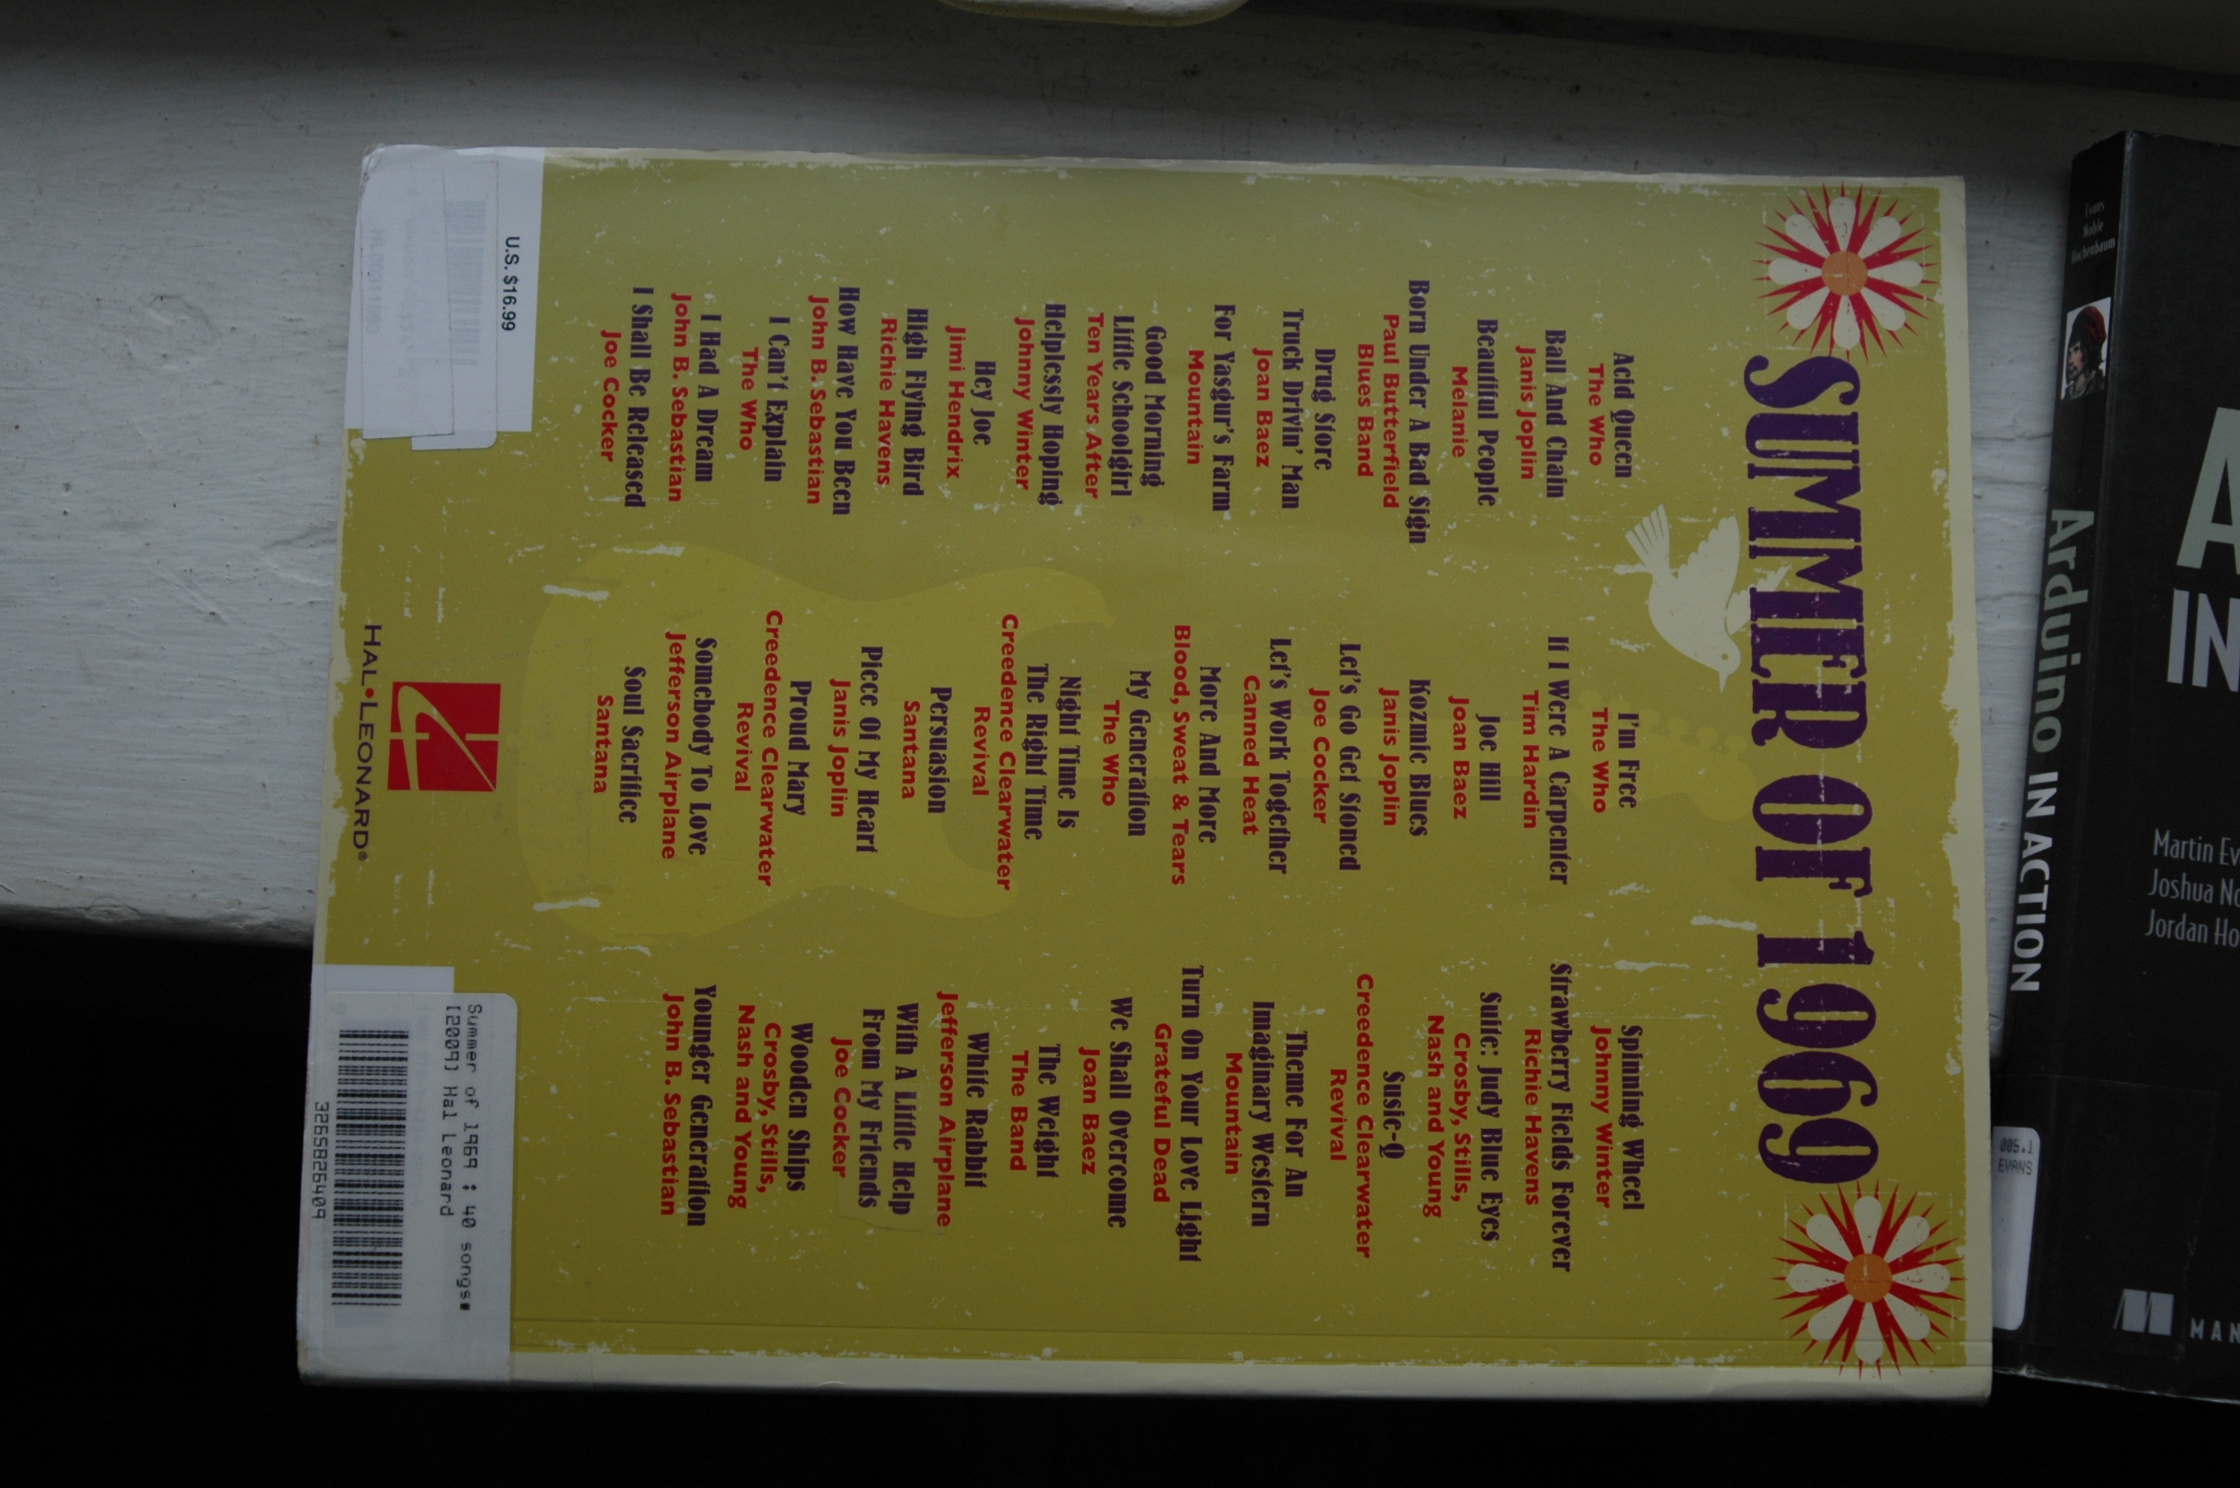 SUMMER OF 1969
Acid Queen
The Who
Ball And Chain
Janis Joplin
Beautiful People
Melanie
Born Under A Bad Sign
Paul Butterfield
Blues Band
Drug Store
Truck Drivin' Man
Joan Baez
For Yasgur's Farm
Mountain
Good Morning
Little Schoolgirl
Ten Years After
Helplessly Hoping
Johnny Winter
Hey Joe
Jimi Hendrix
High Flying Bird
Richie Havens
How Have You Been
John B. Sebastian
I Can't Explain
The Who
I Had A Dream
John B. Sebastian
I Shall Be Released
Joe Cocker
I'm Free
The Who
If I Were A Carpenter
Tim Hardin
Joe Hill
Joan Baez
Kozmic Blues
Janis Joplin
Let's Go Get Stoned
Joe Cocker
Let's Work Together
Canned Heat
More And More
Blood, Sweat & Tears
My Generation
The Who
Night Time Is
The Right Time
Creedence Clearwater
Revival
Persuasion
Santana
Piece Of My Heart
Janis Joplin
Proud Mary
Creedence Clearwater
Revival
Somebody To Love
Jefferson Airplane
Soul Sacrifice
Santana
Spinning Wheel
Johnny Winter
Strawberry Fields Forever
Richie Havens
Suite: Judy Blue Eyes
Crosby, Stills,
Nash and Young
Susie-Q
Creedence Clearwater
Revival
Theme For An
Imaginary Western
Mountain
Turn On Your Love Light
Grateful Dead
We Shall Overcome
Joan Baez
The Weight
The Band
White Rabbit
Jefferson Airplane
With A Little Help
From My Friends
Joe Cocker
Wooden Ships
Crosby, Stills,
Nash and Young
Younger Generation
John B. Sebastian
U.S. $16.99
HAL•LEONARD®
Summer of 1969 : 40 songs
[2009] Hal Leonard
3265826409
Evans
Noble
Hochenbaum
Arduino IN ACTION
005.1
EVANS
A
IN
Martin Ev
Joshua No
Jordan Ho
MAN